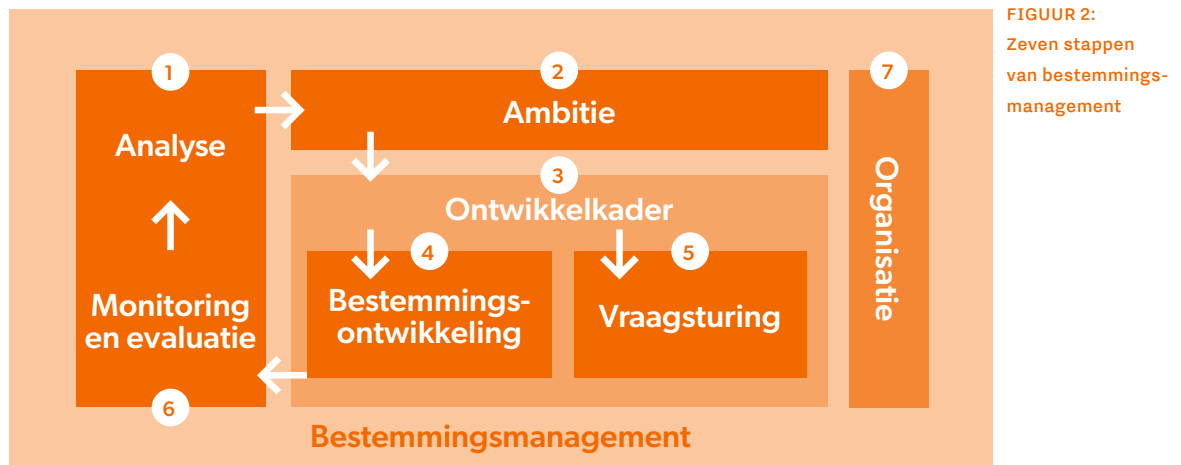 FIGUUR 2:
Zeven stappen
van bestemmings-
management
1
Analyse
2
Ambitie
3
Ontwikkelkader
4
Bestemmings-
ontwikkeling
5
Vraagsturing
Monitoring
en evaluatie
6
7
Organisatie
Bestemmingsmanagement